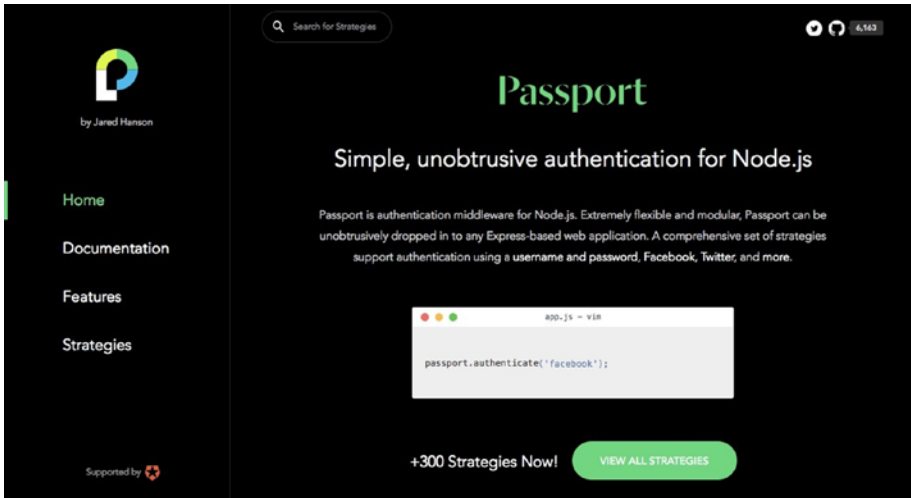 Search for Strategies
6,163
by Jared Hanson
Home
Documentation
Features
Strategies
Supported by
Passport
Simple, unobtrusive authentication for Node.js
Passport is authentication middleware for Node.js. Extremely flexible and modular, Passport can be
unobtrusively dropped in to any Express-based web application. A comprehensive set of strategies
support authentication using a username and password, Facebook, Twitter, and more.
app.js - vim
passport.authenticate('facebook');
+300 Strategies Now!
VIEW ALL STRATEGIES